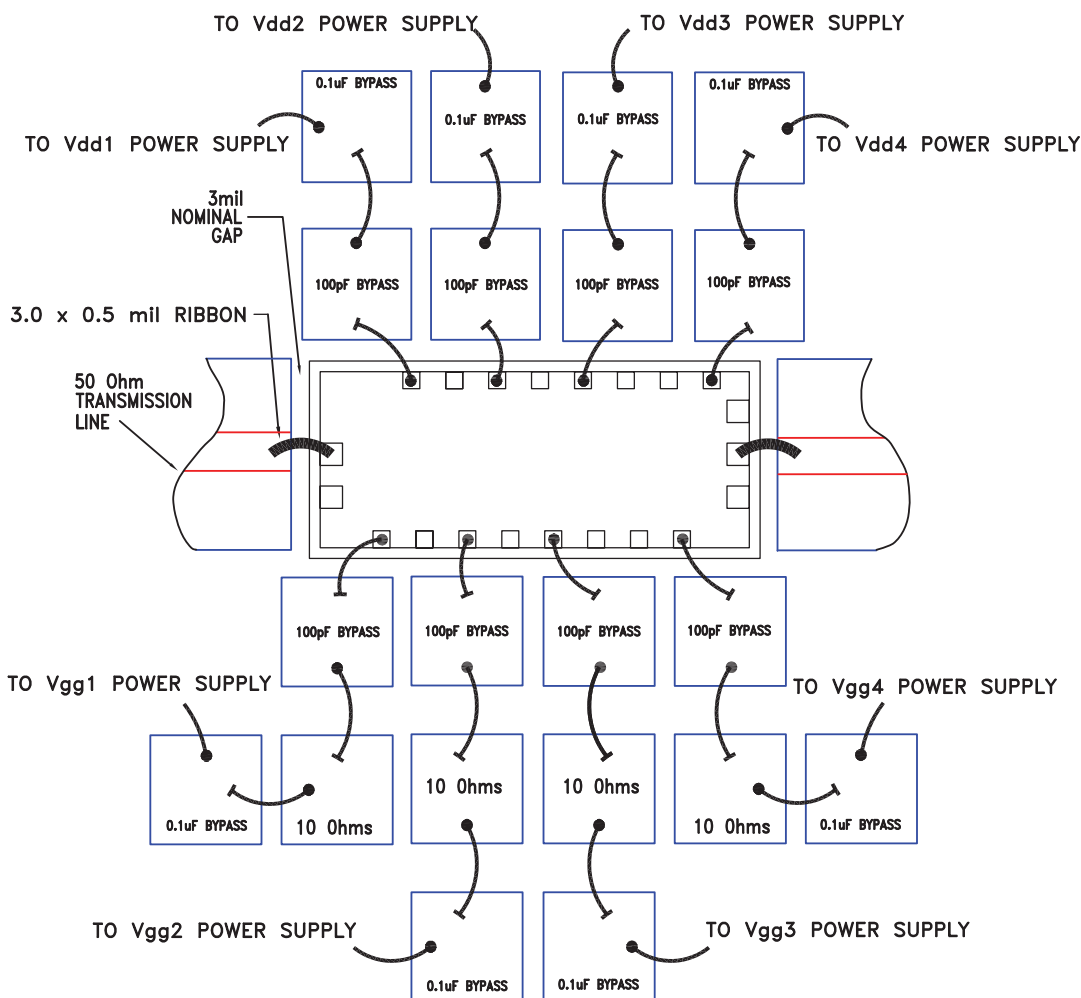 TO Vdd2 POWER SUPPLY
TO Vdd3 POWER SUPPLY
0.1uF BYPASS
0.1uF BYPASS
0.1uF BYPASS
0.1uF BYPASS
TO Vdd1 POWER SUPPLY
TO Vdd4 POWER SUPPLY
3mil
NOMINAL
GAP
100pF BYPASS
100pF BYPASS
100pF BYPASS
100pF BYPASS
3.0 x 0.5 mil RIBBON
50 Ohm
TRANSMISSION
LINE
100pF BYPASS
100pF BYPASS
100pF BYPASS
100pF BYPASS
TO Vgg1 POWER SUPPLY
TO Vgg4 POWER SUPPLY
10 Ohms
10 Ohms
0.1uF BYPASS
10 Ohms
10 Ohms
0.1uF BYPASS
TO Vgg2 POWER SUPPLY
TO Vgg3 POWER SUPPLY
0.1uF BYPASS
0.1uF BYPASS